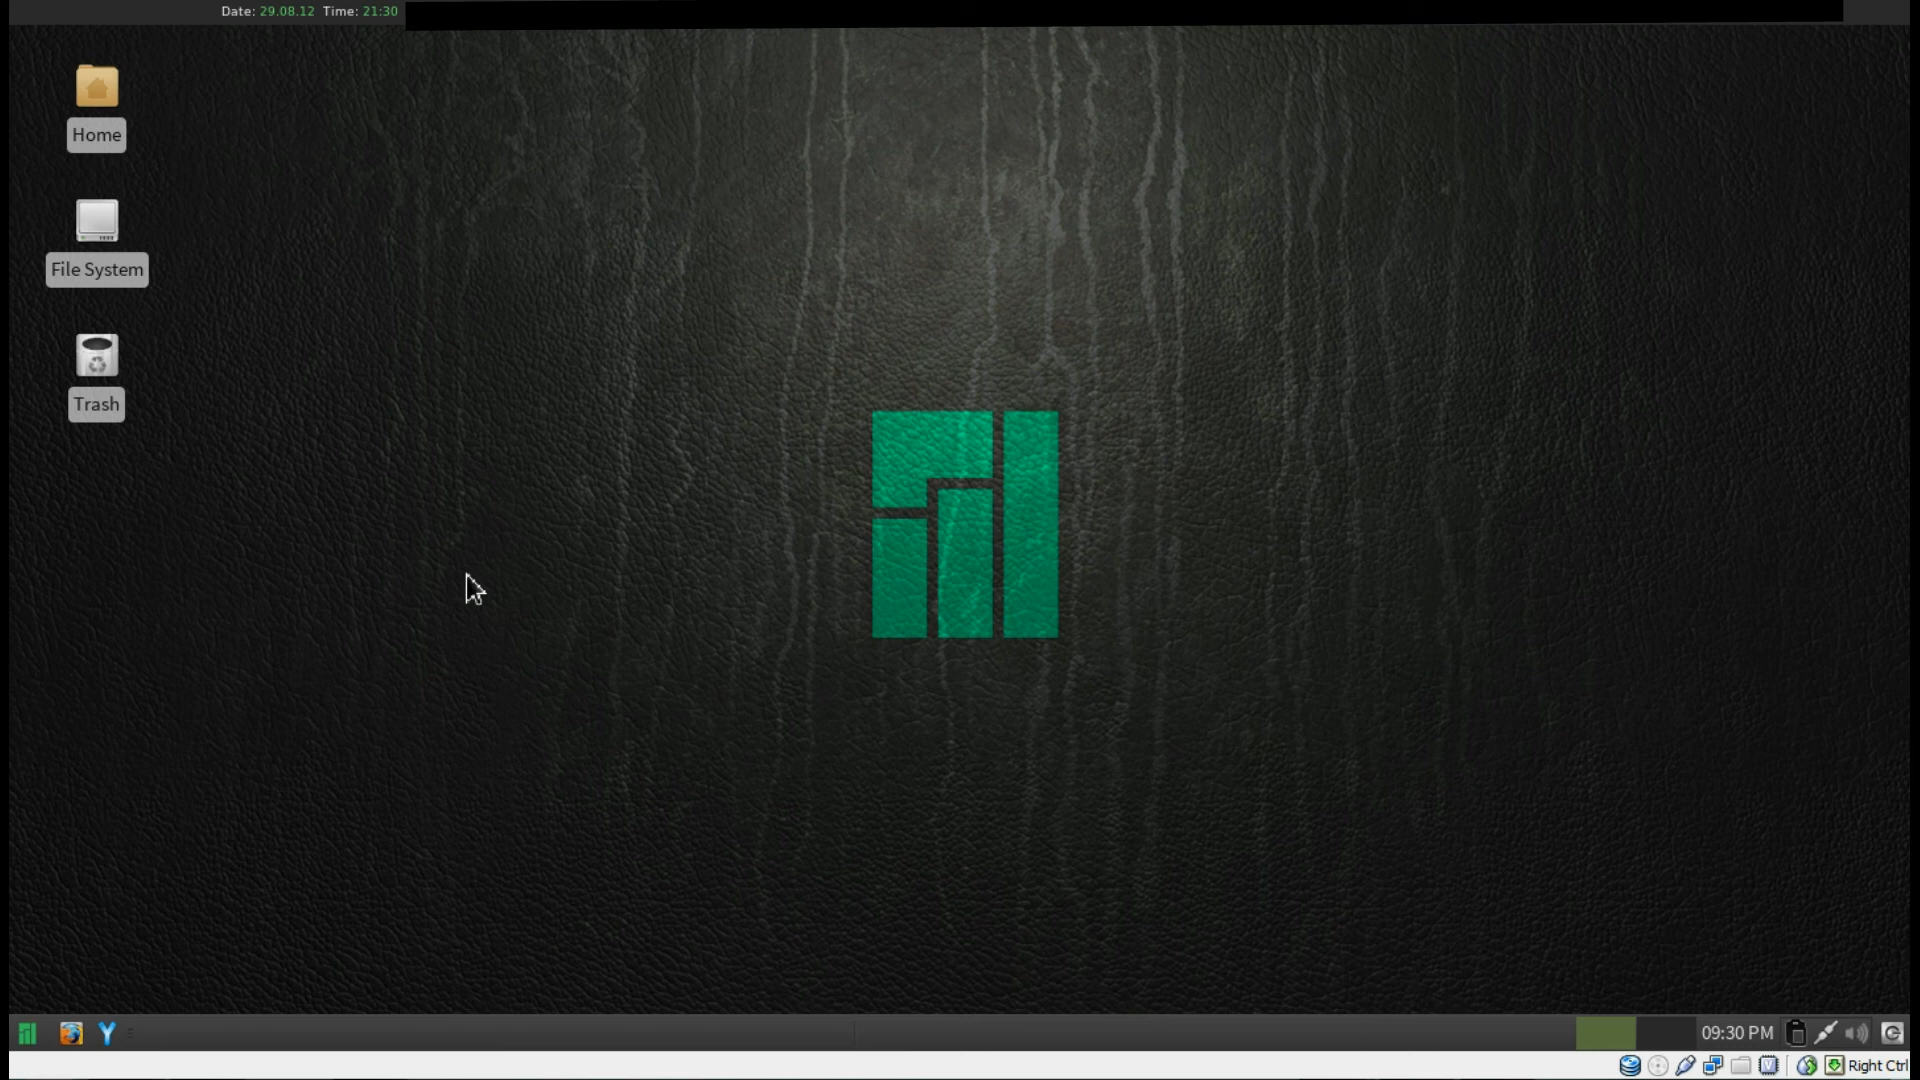 Date: 29.08.12 Time: 21:30
Home
File System
Trash
09:30 PM
Right Ctrl